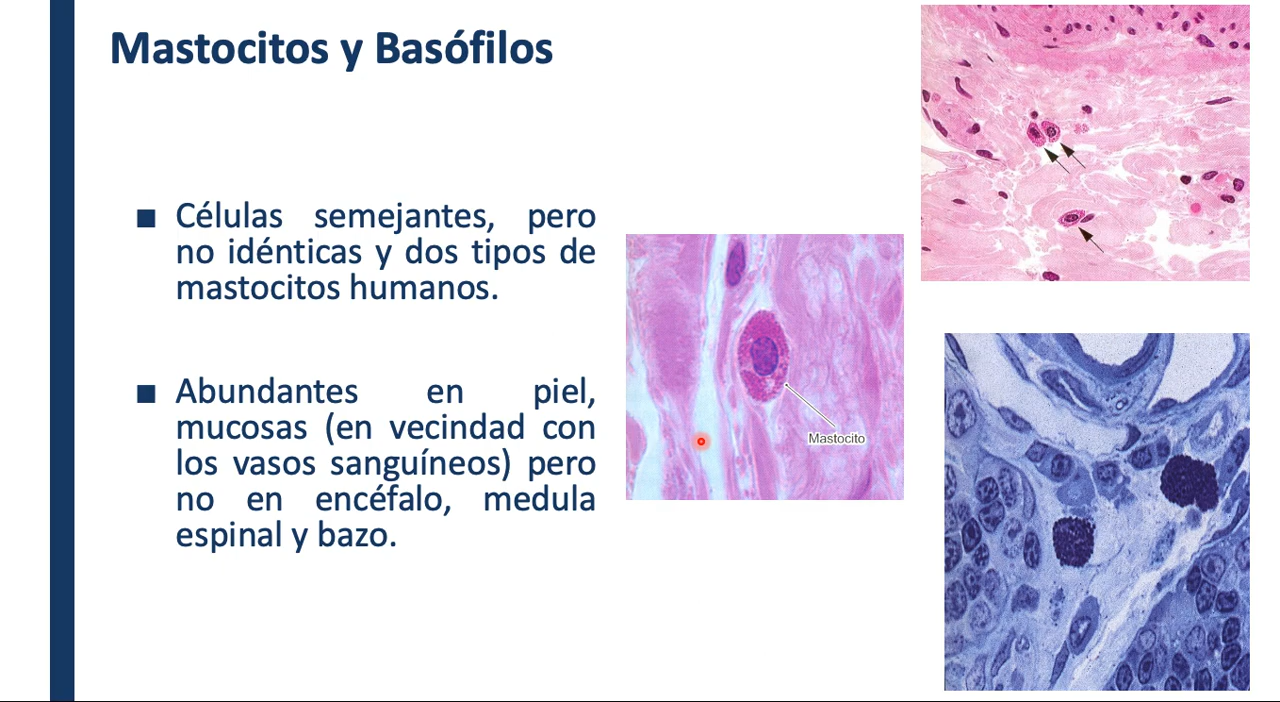 Mastocitos y Basófilos
■ Células semejantes, pero
no idénticas y dos tipos de
mastocitos humanos.
■ Abundantes en piel,
mucosas (en vecindad con
los vasos sanguíneos) pero
no en encéfalo, medula
espinal y bazo.
Mastocito